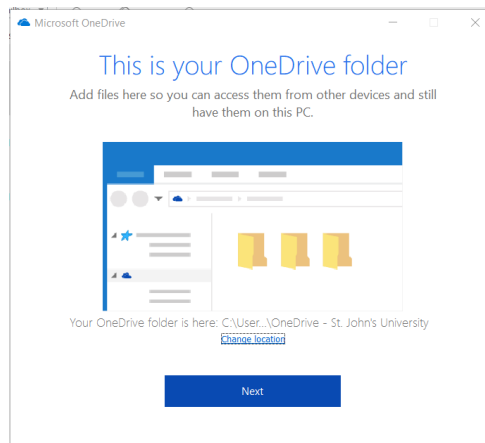 Microsoft OneDrive
This is your OneDrive folder
Add files here so you can access them from other devices and still
have them on this PC.
Your OneDrive folder is here: C:\User...\OneDrive - St. John's University
Change location
Next